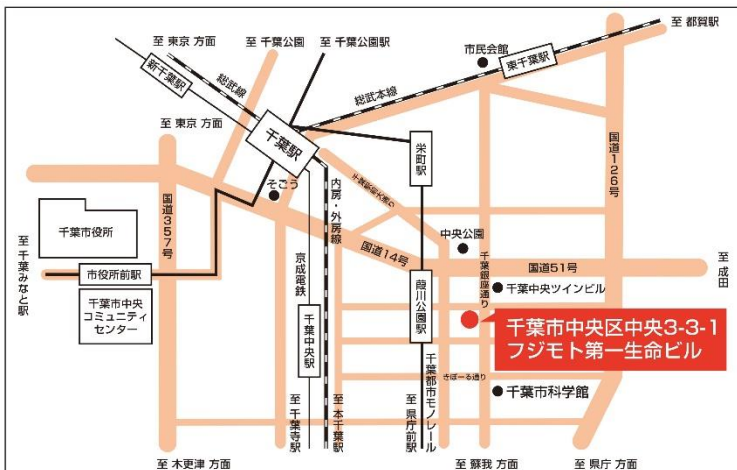 至 東京 方面
至 千葉公園
至 千葉公園駅
至 都賀駅
市民会館
新千葉駅
総武線
東千葉駅
総武本線
至 東京 方面
千葉駅
栄町駅
国道126号
そごう
千葉駅前大通り
内房・外房線
国道357号
千葉市役所
中央公園
国道14号
国道51号
至 成田
至 千葉みなと駅
市役所前駅
京成電鉄
葭川公園駅
千葉銀座通り
千葉中央ツインビル
千葉市中央
コミュニティ
センター
千葉中央駅
千葉市中央区中央3-3-1
フジモト第一生命ビル
千葉都市モノレール
きぼーる通り
千葉市科学館
至 千葉寺駅
至 本千葉駅
至 県庁前駅
至 木更津 方面
至 蘇我 方面
至 県庁 方面